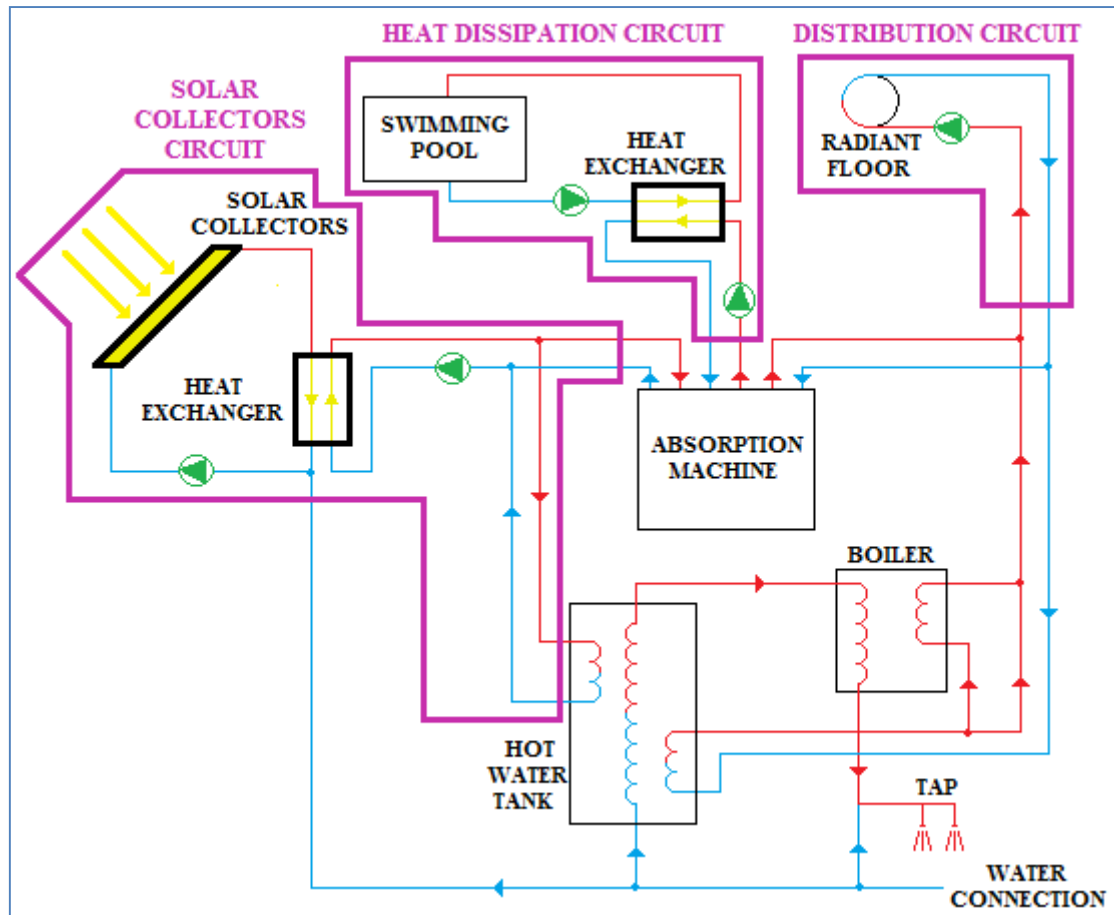 HEAT DISSIPATION CIRCUIT
DISTRIBUTION CIRCUIT
SOLAR
COLLECTORS
CIRCUIT
SWIMMING
POOL
HEAT
EXCHANGER
RADIANT
FLOOR
SOLAR
COLLECTORS
HEAT
EXCHANGER
ABSORPTION
MACHINE
BOILER
HOT
WATER
TANK
TAP
WATER
CONNECTION